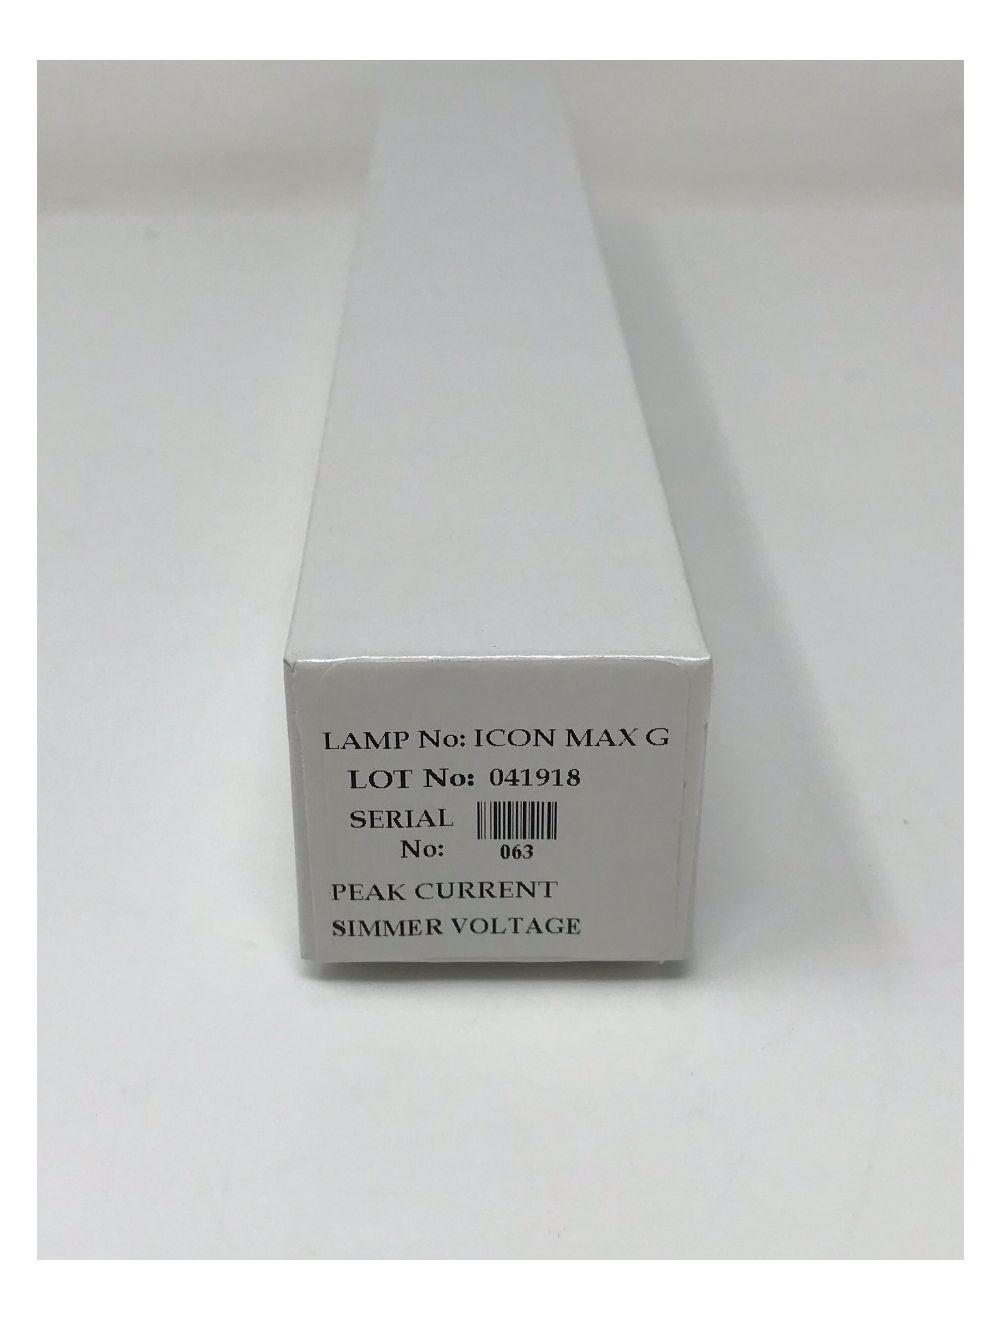 LAMP No: ICON MAX G
LOT No: 041918
SERIAL
No: 063
PEAK CURRENT
SIMMER VOLTAGE